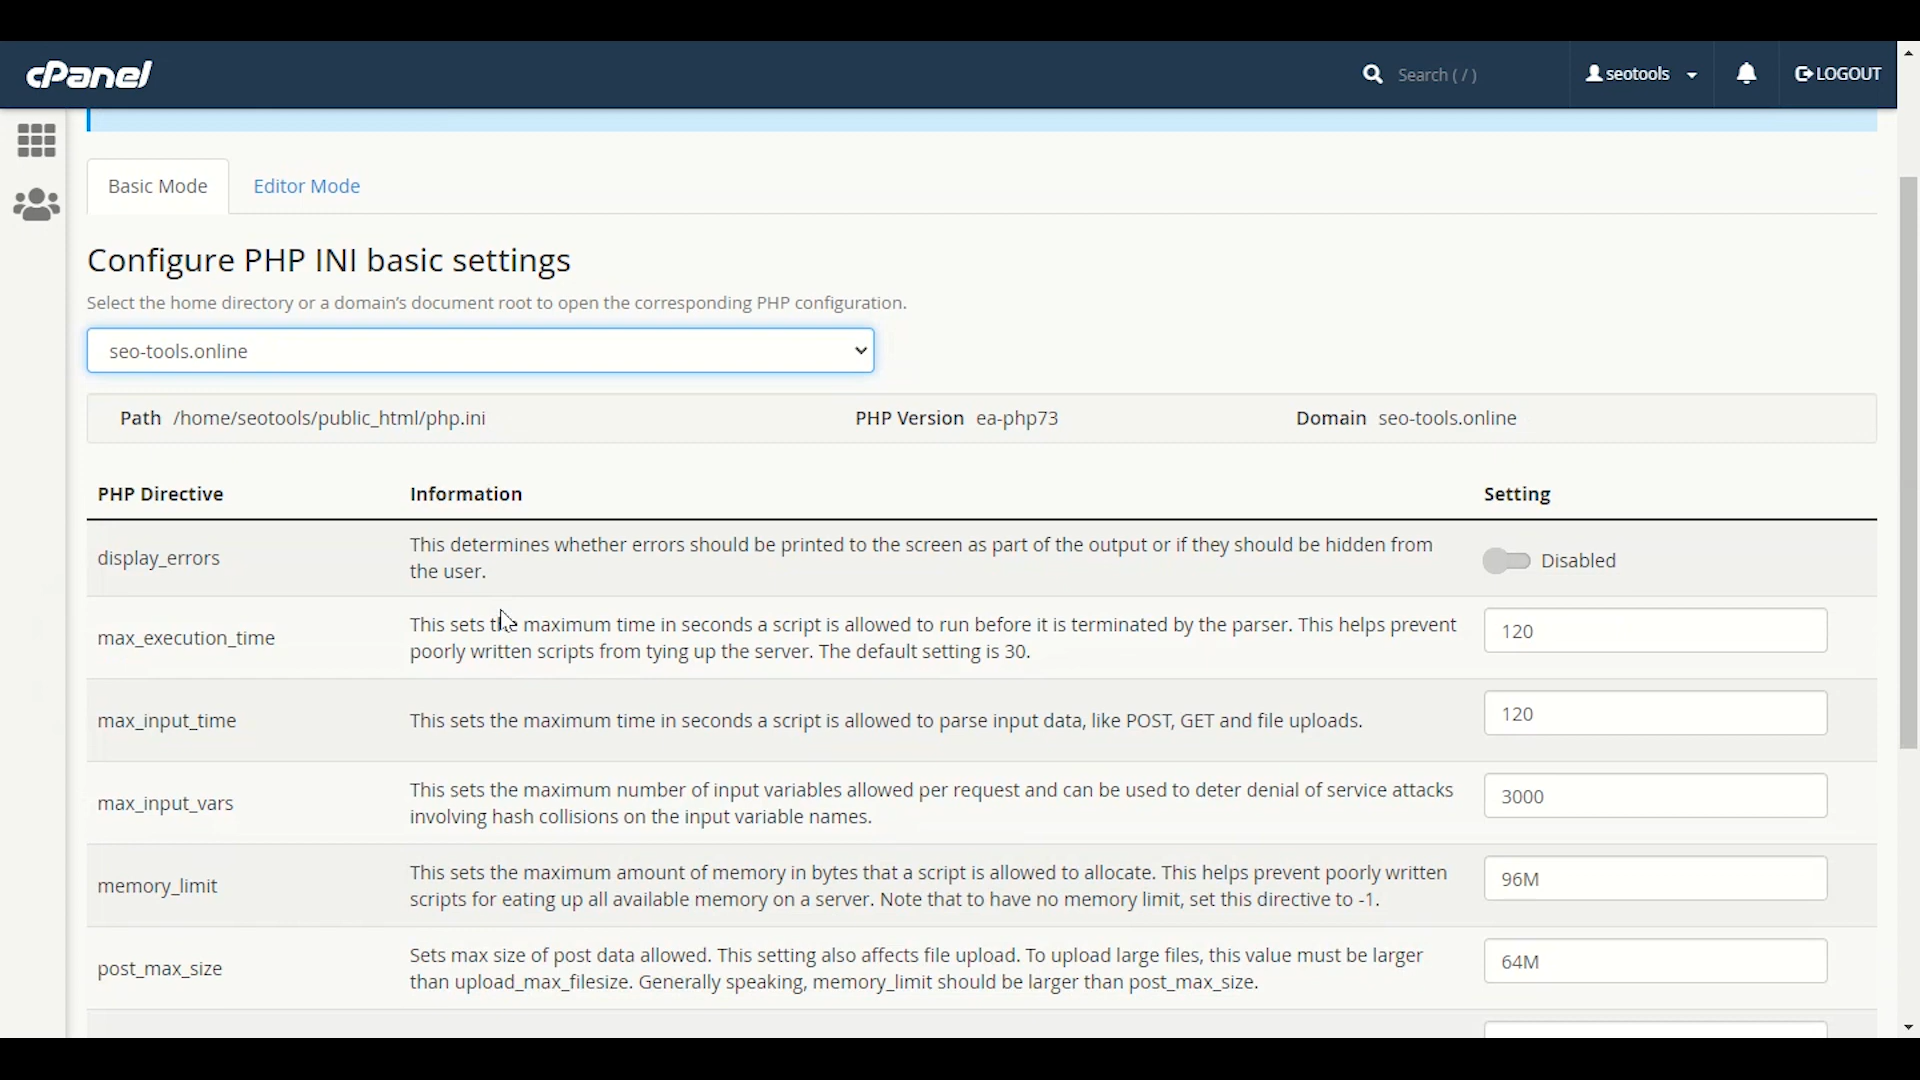 cPanel
Search ( / )
seotools
LOGOUT
Basic Mode
Editor Mode
Configure PHP INI basic settings
Select the home directory or a domain's document root to open the corresponding PHP configuration.
seo-tools.online
Path /home/seotools/public_html/php.ini
PHP Version ea-php73
Domain seo-tools.online
PHP Directive
Information
Setting
display_errors
This determines whether errors should be printed to the screen as part of the output or if they should be hidden from
the user.
Disabled
max_execution_time
This sets the maximum time in seconds a script is allowed to run before it is terminated by the parser. This helps prevent
poorly written scripts from tying up the server. The default setting is 30.
120
max_input_time
This sets the maximum time in seconds a script is allowed to parse input data, like POST, GET and file uploads.
120
max_input_vars
This sets the maximum number of input variables allowed per request and can be used to deter denial of service attacks
involving hash collisions on the input variable names.
3000
memory_limit
This sets the maximum amount of memory in bytes that a script is allowed to allocate. This helps prevent poorly written
scripts for eating up all available memory on a server. Note that to have no memory limit, set this directive to -1.
96M
post_max_size
Sets max size of post data allowed. This setting also affects file upload. To upload large files, this value must be larger
than upload_max_filesize. Generally speaking, memory_limit should be larger than post_max_size.
64M